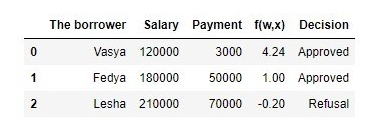 The borrower Salary Payment f(w,x) Decision
0 Vasya 120000 3000 4.24 Approved
1 Fedya 180000 50000 1.00 Approved
2 Lesha 210000 70000 -0.20 Refusal